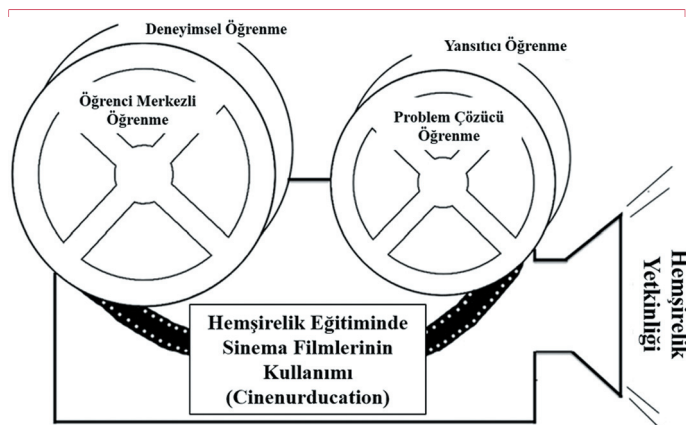 Deneyimsel Öğrenme
Yansıtıcı Öğrenme
Öğrenci Merkezli
Öğrenme
Problem Çözücü
Öğrenme
Hemşirelik Eğitiminde
Sinema Filmlerinin
Kullanımı
(Cinenurducation)
Hemşirelik
Yetkinliği